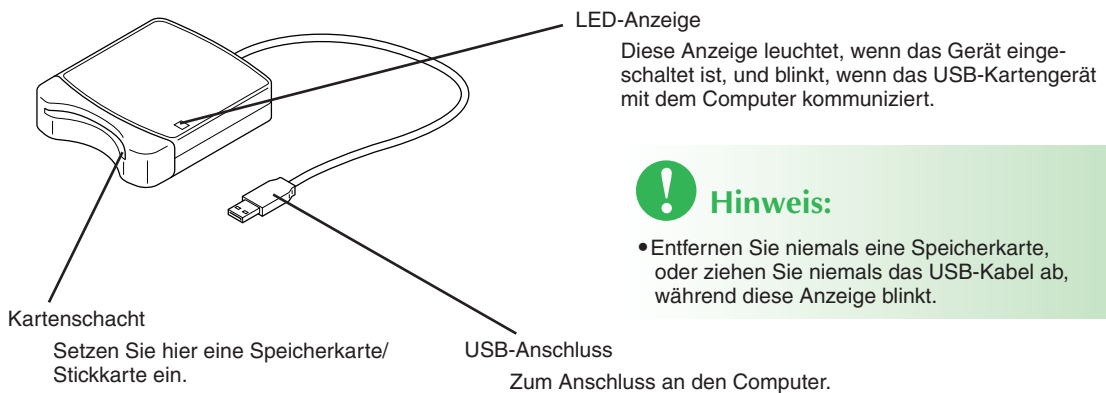 LED-Anzeige
Diese Anzeige leuchtet, wenn das Gerät einge-
schaltet ist, und blinkt, wenn das USB-Kartengerät
mit dem Computer kommuniziert.
! Hinweis:
•Entfernen Sie niemals eine Speicherkarte,
oder ziehen Sie niemals das USB-Kabel ab,
während diese Anzeige blinkt.
Kartenschacht
Setzen Sie hier eine Speicherkarte/
Stickkarte ein.
USB-Anschluss
Zum Anschluss an den Computer.